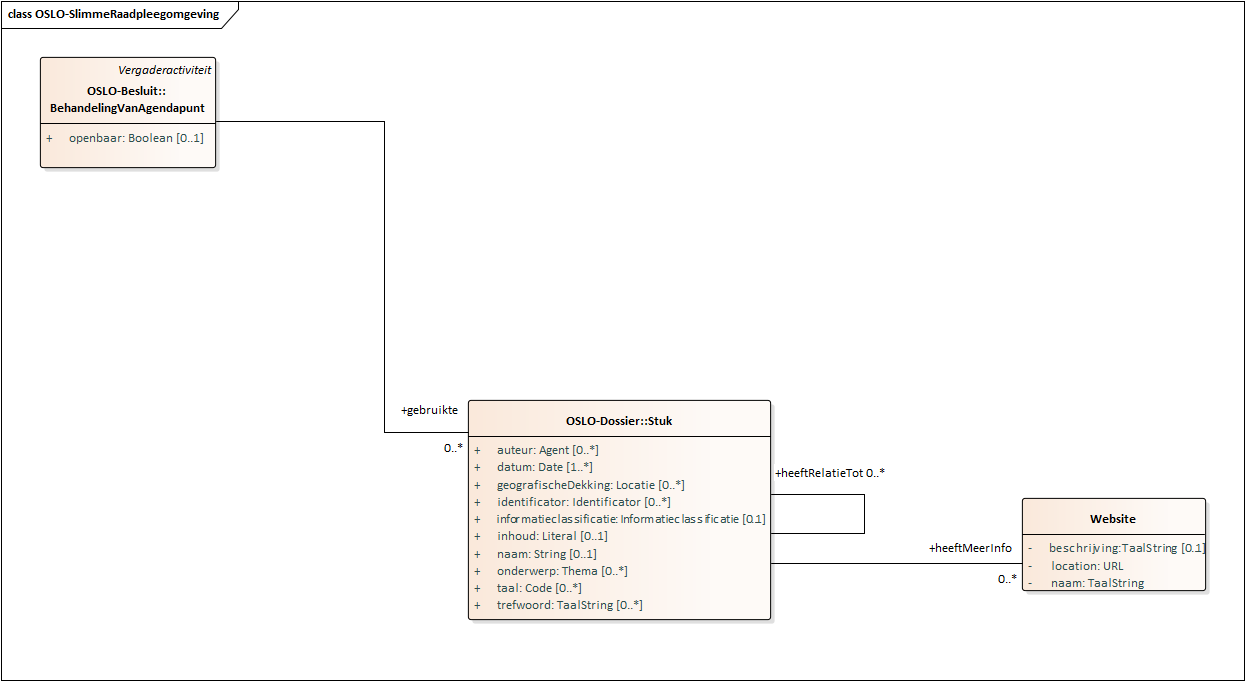 class OSLO-SlimmeRaadpleegomgeving
Vergaderactiviteit
OSLO-Besluit::
BehandelingVanAgendapunt
+ openbaar: Boolean [0..1]
+gebruikte
0..*
OSLO-Dossier::Stuk
+ auteur: Agent [0..*]
+ datum: Date [1..*]
+ geografischeDekking: Locatie [0..*]
+ identificator: Identificator [0..*]
+ informatieclassificatie: Informatieclassificatie [0.1]
+ inhoud: Literal [0..1]
+ naam: String [0..1]
+ onderwerp: Thema [0..*]
+ taal: Code [0..*]
+ trefwoord: TaalString [0..*]
+heeftRelatieTot 0..*
+heeftMeerInfo
0..*
Website
- beschrijving:TaalString [0.1]
- location: URL
- naam: TaalString